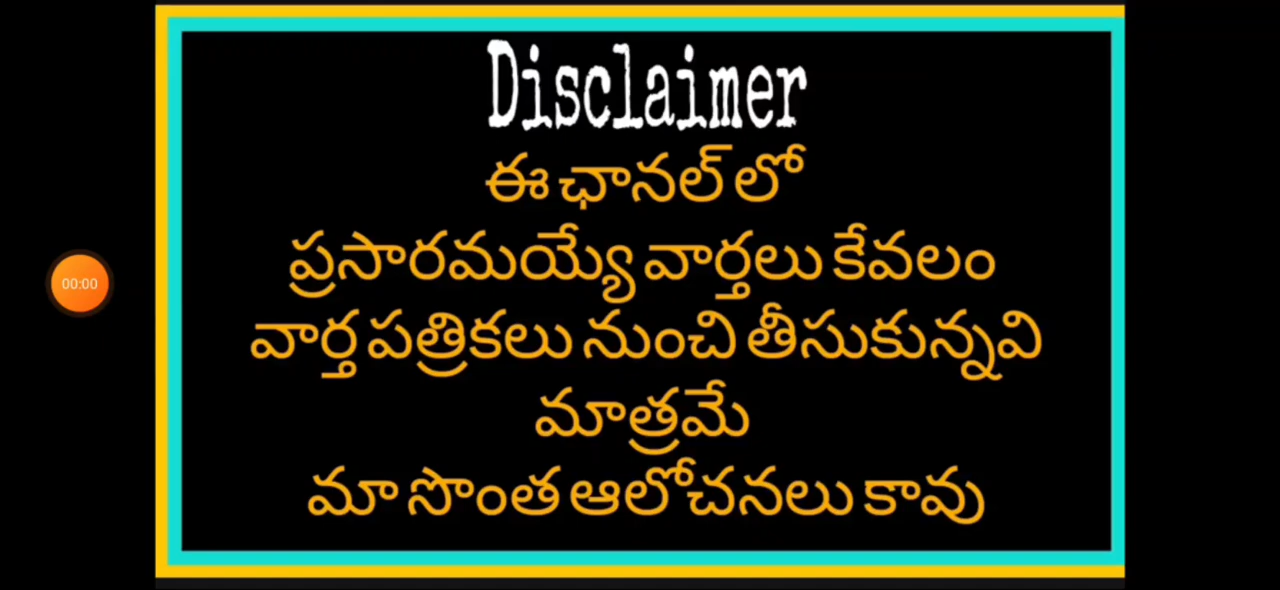 Disclaimer
ఈ ఛానల్ లో
ప్రసారమయ్యే వార్తలు కేవలం
00:00
వార్త పత్రికలు నుంచి తీసుకున్నవి
మాత్రమే
మా సొంత ఆలోచనలు కావు